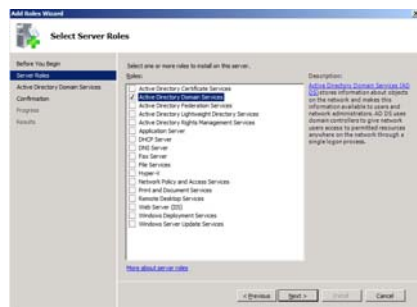 Add Roles Wizard
Select Server Roles
Before You Begin
Server Roles
Active Directory Domain Services
Confirmation
Progress
Results
Select one or more roles to install on this server.
Roles:
Active Directory Certificate Services
Active Directory Domain Services
Active Directory Federation Services
Active Directory Lightweight Directory Services
Active Directory Rights Management Services
Application Server
DHCP Server
DNS Server
Fax Server
File Services
Hyper-V
Network Policy and Access Services
Print and Document Services
Remote Desktop Services
Web Server (IIS)
Windows Deployment Services
Windows Server Update Services
More about server roles
Description:
Active Directory Domain Services (AD
DS) stores information about objects
on the network and makes this
information available to users and
network administrators. AD DS uses
domain controllers to give network
users access to permitted resources
anywhere on the network through a
single logon process.
< Previous
Next >
Install
Cancel